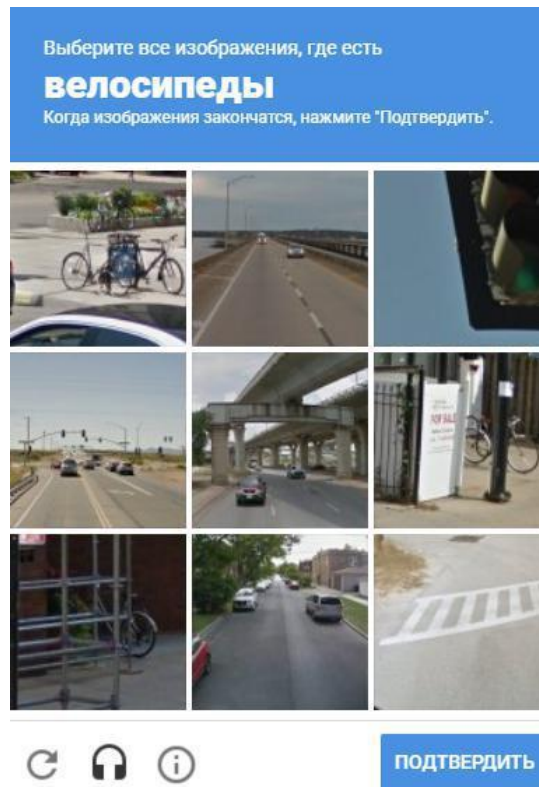 Выберите все изображения, где есть
велосипеды
Когда изображения закончатся, нажмите "Подтвердить".
FOR SALE
ПОДТВЕРДИТЬ